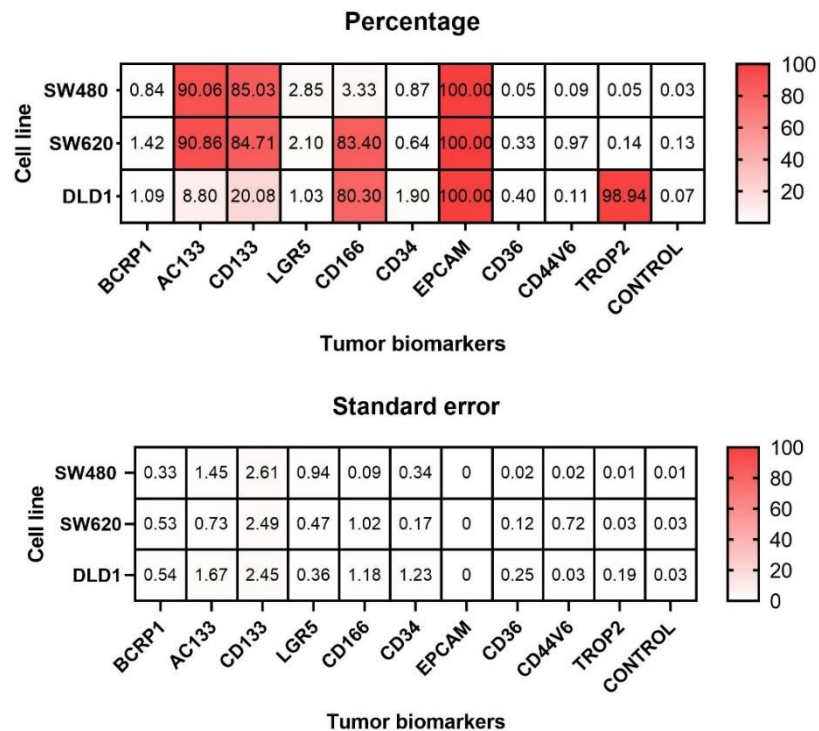 Percentage
Cell line
SW480 0.84 90.06 85.03 2.85 3.33 0.87 100.00 0.05 0.09 0.05 0.03
SW620 1.42 90.86 84.71 2.10 83.40 0.64 100.00 0.33 0.97 0.14 0.13
DLD1 1.09 8.80 20.08 1.03 80.30 1.90 100.00 0.40 0.11 98.94 0.07
BCRP1 AC133 CD133 LGR5 CD166 CD34 EPCAM CD36 CD44V6 TROP2 CONTROL
Tumor biomarkers
100
80
60
40
20
Standard error
Cell line
SW480 0.33 1.45 2.61 0.94 0.09 0.34 0 0.02 0.02 0.01 0.01
SW620 0.53 0.73 2.49 0.47 1.02 0.17 0 0.12 0.72 0.03 0.03
DLD1 0.54 1.67 2.45 0.36 1.18 1.23 0 0.25 0.03 0.19 0.03
BCRP1 AC133 CD133 LGR5 CD166 CD34 EPCAM CD36 CD44V6 TROP2 CONTROL
Tumor biomarkers
100
80
60
40
20
0